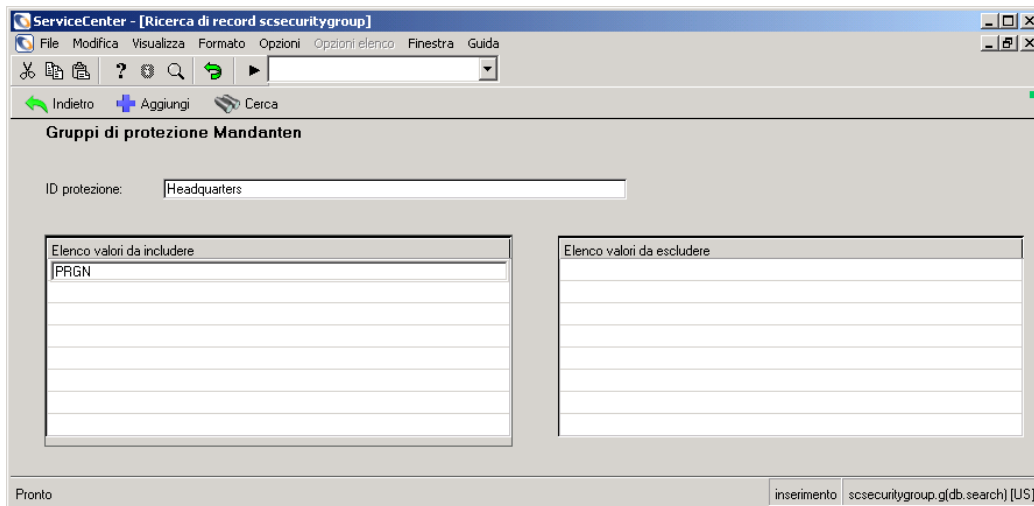 ServiceCenter - [Ricerca di record scsecuritygroup]
File Modifica Visualizza Formato Opzioni Opzioni elenco Finestra Guida
Indietro Aggiungi Cerca
Gruppi di protezione Mandanten
ID protezione: Headquarters
Elenco valori da includere Elenco valori da escludere
PRGN
Pronto inserimento scsecuritygroup.g(db.search) [US]